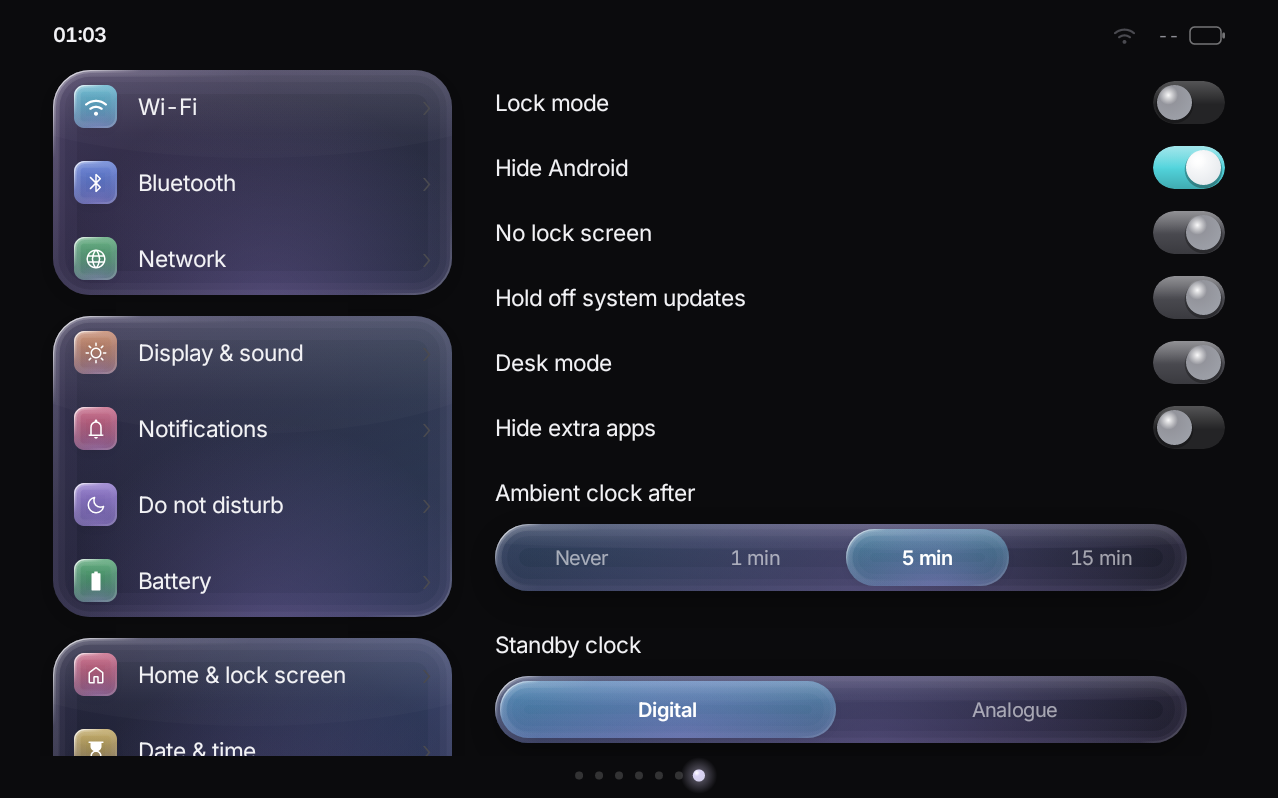 01:03
--
Wi-Fi
Bluetooth
Network
Display & sound
Notifications
Do not disturb
Battery
Home & lock screen
Date & time
Lock mode
Hide Android
No lock screen
Hold off system updates
Desk mode
Hide extra apps
Ambient clock after
Never 1 min 5 min 15 min
Standby clock
Digital Analogue